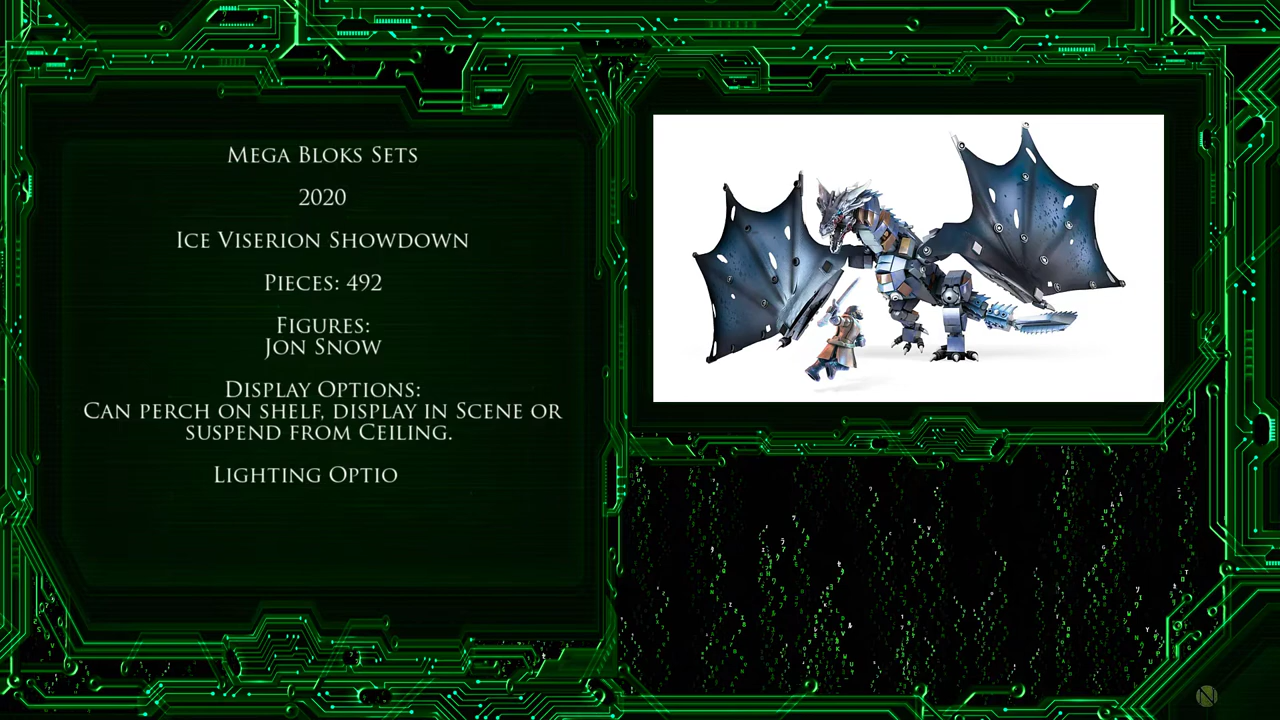 Mega Bloks Sets
2020
Ice Viserion Showdown
Pieces: 492
Figures:
Jon Snow
Display Options:
Can perch on shelf, display in Scene or
suspend from Ceiling.
Lighting Optio